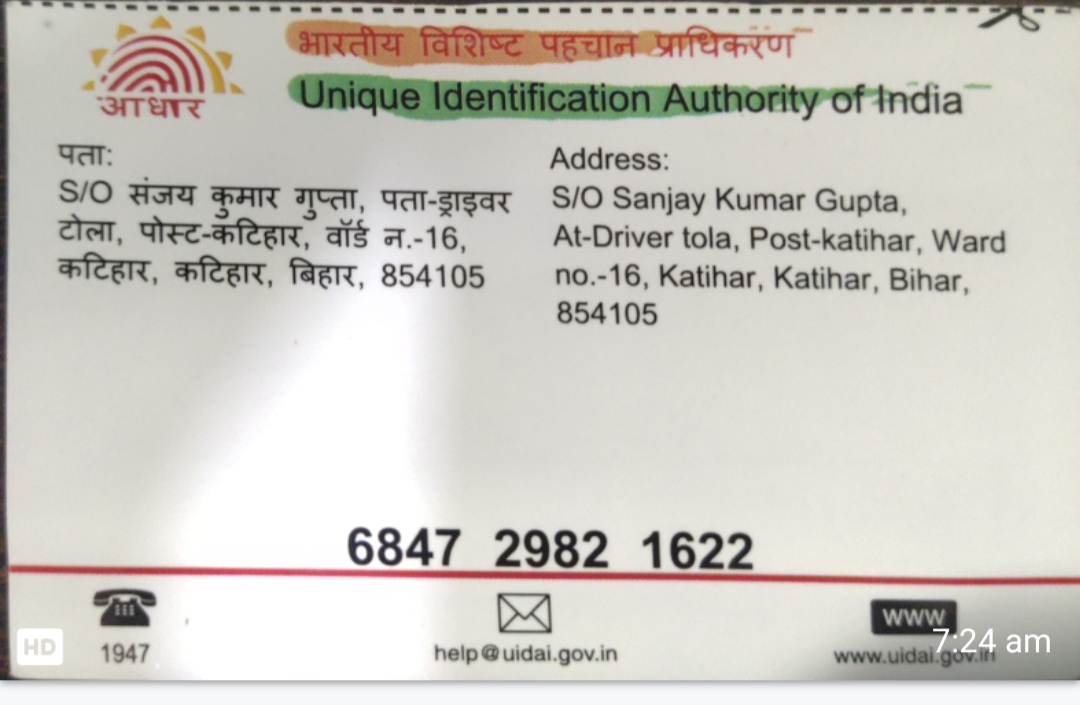 आधार
भारतीय विशिष्ट पहचान प्राधिकरण
Unique Identification Authority of India
पता:
S/O संजय कुमार गुप्ता, पता-ड्राइवर
टोला, पोस्ट-कटिहार, वॉर्ड न.-16,
कटिहार, कटिहार, बिहार, 854105
Address:
S/O Sanjay Kumar Gupta,
At-Driver tola, Post-katihar, Ward
no.-16, Katihar, Katihar, Bihar,
854105
6847 2982 1622
1947
help@uidai.gov.in
WWW
www.uidai.gov.in
HD
7:24 am